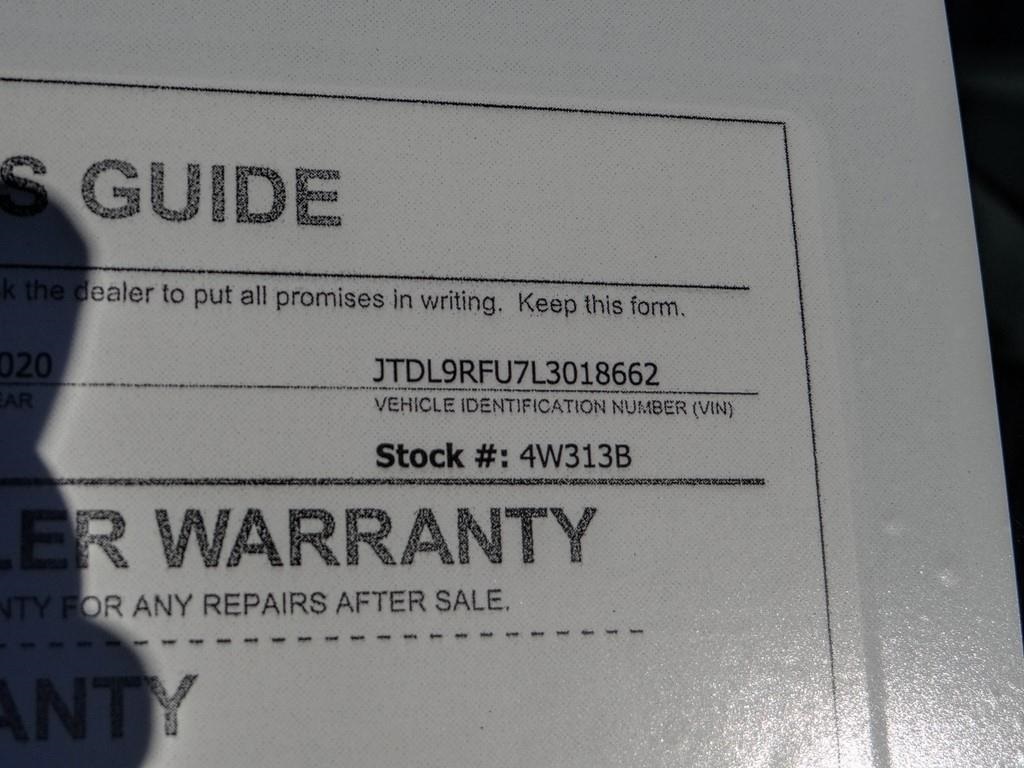 S GUIDE
k the dealer to put all promises in writing. Keep this form.
020 JTDL9RFU7L3018662
EAR VEHICLE IDENTIFICATION NUMBER (VIN)
Stock #: 4W313B
LER WARRANTY
NTY FOR ANY REPAIRS AFTER SALE.
ANTY